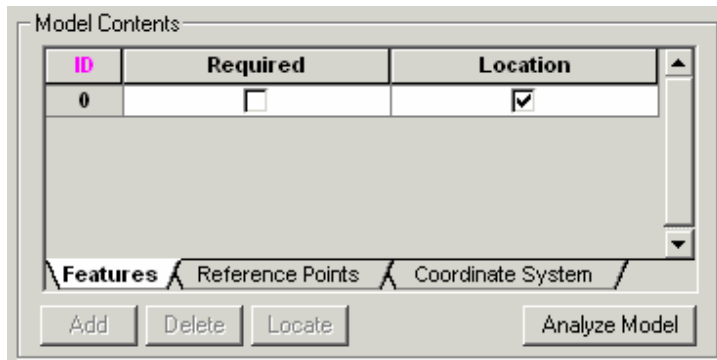 Model Contents
ID Required Location
0
Features Reference Points Coordinate System
Add Delete Locate Analyze Model